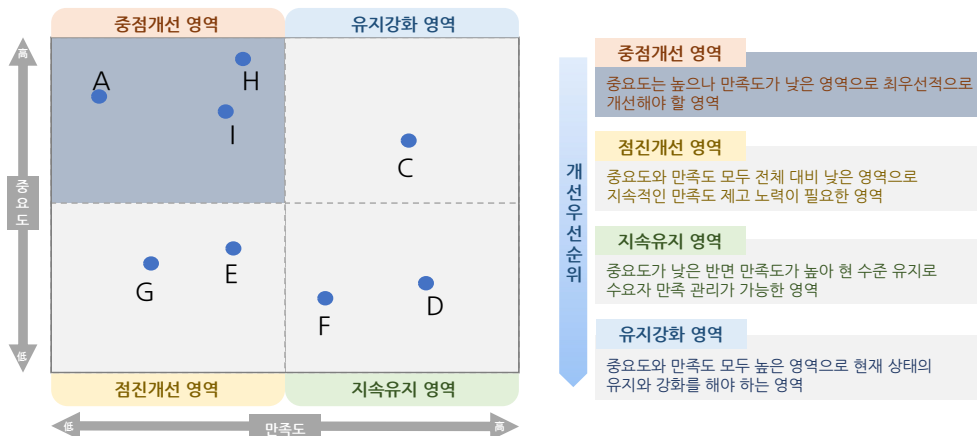 중점개선 영역
유지강화 영역
高
A
H
I
C
중요도
E
G
F
D
低
점진개선 영역
지속유지 영역
低
만족도
高
개선우선순위
중점개선 영역
중요도는 높으나 만족도가 낮은 영역으로 최우선적으로
개선해야 할 영역
점진개선 영역
중요도와 만족도 모두 전체 대비 낮은 영역으로
지속적인 만족도 제고 노력이 필요한 영역
지속유지 영역
중요도가 낮은 반면 만족도가 높아 현 수준 유지로
수요자 만족 관리가 가능한 영역
유지강화 영역
중요도와 만족도 모두 높은 영역으로 현재 상태의
유지와 강화를 해야 하는 영역